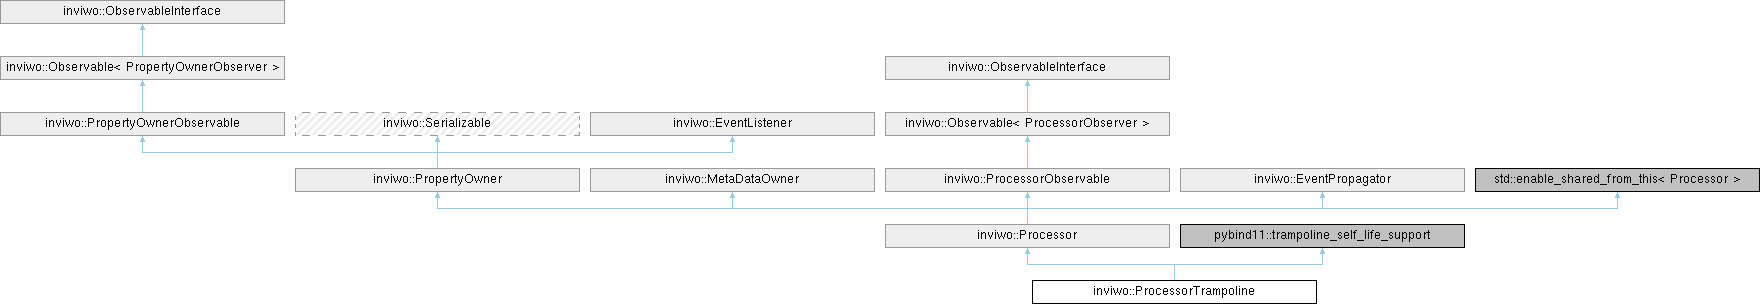 inviwo::ObservableInterface
inviwo::Observable< PropertyOwnerObserver >
inviwo::ObservableInterface
inviwo::PropertyOwnerObservable
inviwo::Serializable
inviwo::EventListener
inviwo::Observable< ProcessorObserver >
inviwo::PropertyOwner
inviwo::MetaDataOwner
inviwo::ProcessorObservable
inviwo::EventPropagator
std::enable_shared_from_this< Processor >
inviwo::Processor
pybind11::trampoline_self_life_support
inviwo::ProcessorTrampoline